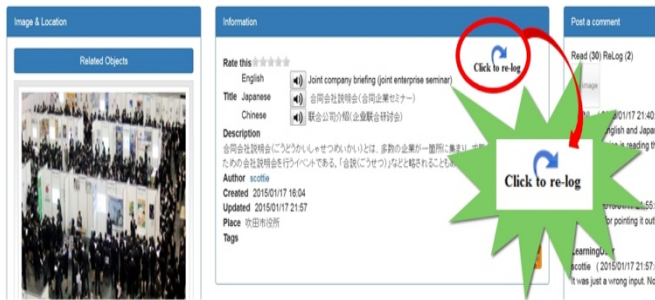 Image & Location
Related Objects
Information
Rate this
Click to re-log
English Joint company briefing (joint enterprise seminar)
Title Japanese 合同会社説明会(合同企業セミナー)
Chinese 联合公司介绍(企业联合研讨会)
Description
合同会社説明会(ごうどうかいしゃせつめいかい)とは、多数の企業が一箇所に集まり、
ための会社説明会を行うイベントである。「合説(ごうせつ)」などと略されることも
Author scottie
Created 2015/01/17 16:04
Updated 2015/01/17 21:57
Place 吹田市役所
Tags
Click to re-log
Post a comment
Read (30) ReLog (2)
01/17 21:40:
English and Japa
is reading th
for pointing it out
scottie ( 2015/01/17 21:57:
It was just a wrong input. No